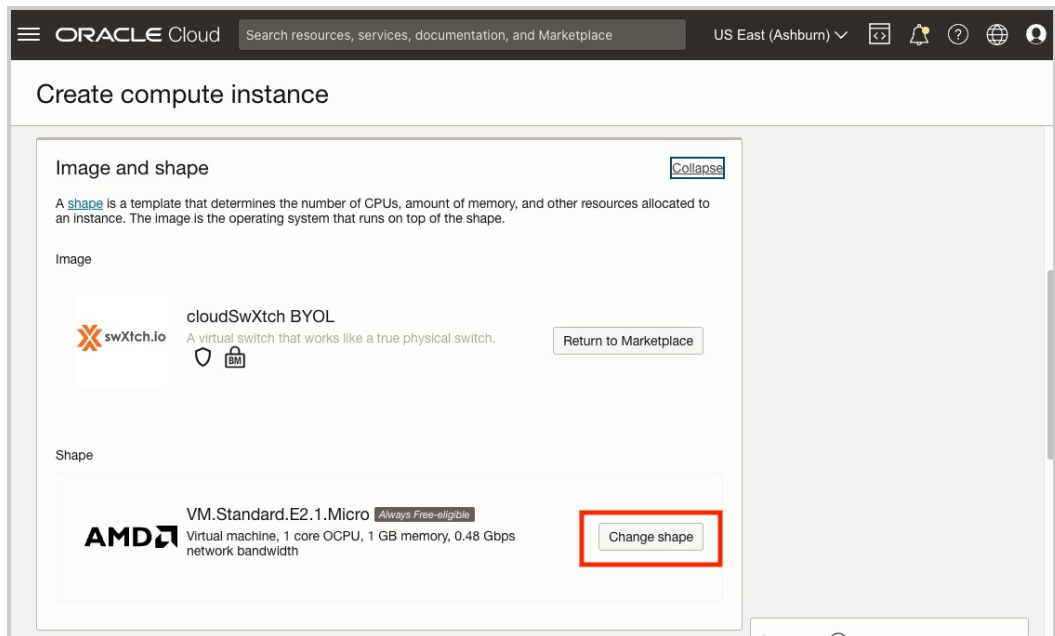 ORACLE Cloud
Search resources, services, documentation, and Marketplace
US East (Ashburn)
Create compute instance
Image and shape
Collapse
A shape is a template that determines the number of CPUs, amount of memory, and other resources allocated to
an instance. The image is the operating system that runs on top of the shape.
Image
swXtch.io
cloudSwXtch BYOL
A virtual switch that works like a true physical switch.
BM
Return to Marketplace
Shape
AMD
VM.Standard.E2.1.Micro Always Free-eligible
Virtual machine, 1 core OCPU, 1 GB memory, 0.48 Gbps
network bandwidth
Change shape